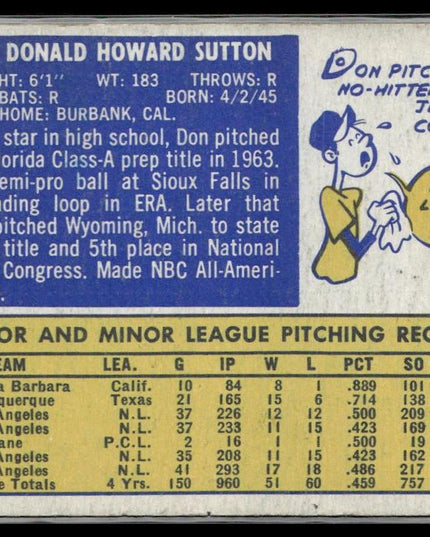 DONALD HOWARD SUTTON
HT: 6'1" WT: 183 THROWS: R
BATS: R BORN: 4/2/45
HOME: BURBANK, CAL.
star in high school, Don pitched
orida Class-A prep title in 1963.
emi-pro ball at Sioux Falls in
ding loop in ERA. Later that
pitched Wyoming, Mich. to state
title and 5th place in National
Congress. Made NBC All-Ameri-
DON PITC
NO-HITTE
OR AND MINOR LEAGUE PITCHING REC
EAM LEA. G IP W L PCT SO
a Barbara Calif. 10 84 8 1 .889 101
querque Texas 21 165 15 6 .714 138
Angeles N.L. 37 226 12 12 .500 209
Angeles N.L. 37 233 11 15 .423 169
ane P.C.L. 2 16 1 1 .500 19
Angeles N.L. 35 208 11 15 .423 162
Angeles N.L. 41 293 17 18 .486 217
e Totals 4 Yrs. 150 960 51 60 .459 757